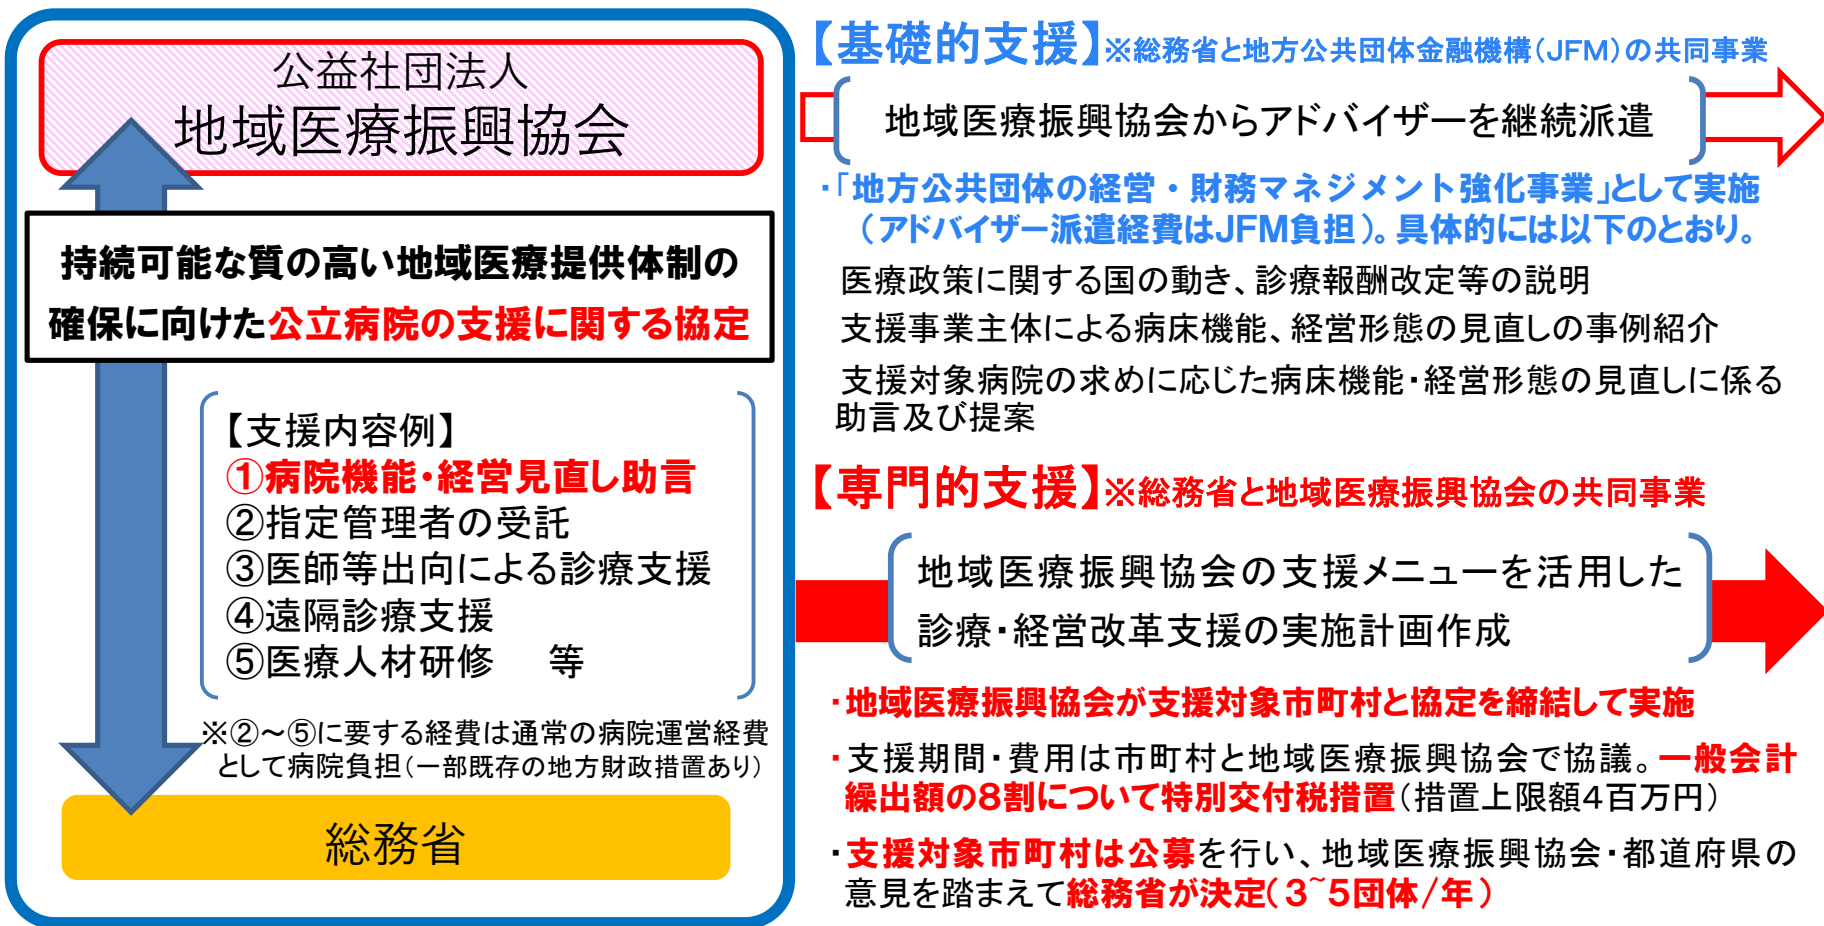 公益社団法人
地域医療振興協会
持続可能な質の高い地域医療提供体制の
確保に向けた公立病院の支援に関する協定
【支援内容例】
①病院機能・経営見直し助言
②指定管理者の受託
③医師等出向による診療支援
④遠隔診療支援
⑤医療人材研修　等
※②～⑤に要する経費は通常の病院運営経費
として病院負担（一部既存の地方財政措置あり）
総務省
【基礎的支援】※総務省と地方公共団体金融機構（JFM）の共同事業
地域医療振興協会からアドバイザーを継続派遣
・「地方公共団体の経営・財務マネジメント強化事業」として実施
（アドバイザー派遣経費はJFM負担）。具体的には以下のとおり。
医療政策に関する国の動き、診療報酬改定等の説明
支援事業主体による病床機能、経営形態の見直しの事例紹介
支援対象病院の求めに応じた病床機能・経営形態の見直しに係る
助言及び提案
【専門的支援】※総務省と地域医療振興協会の共同事業
地域医療振興協会の支援メニューを活用した
診療・経営改革支援の実施計画作成
・地域医療振興協会が支援対象市町村と協定を締結して実施
・支援期間・費用は市町村と地域医療振興協会で協議。一般会計
繰出額の８割について特別交付税措置（措置上限額４百万円）
・支援対象市町村は公募を行い、地域医療振興協会・都道府県の
意見を踏まえて総務省が決定（３~５団体/年）